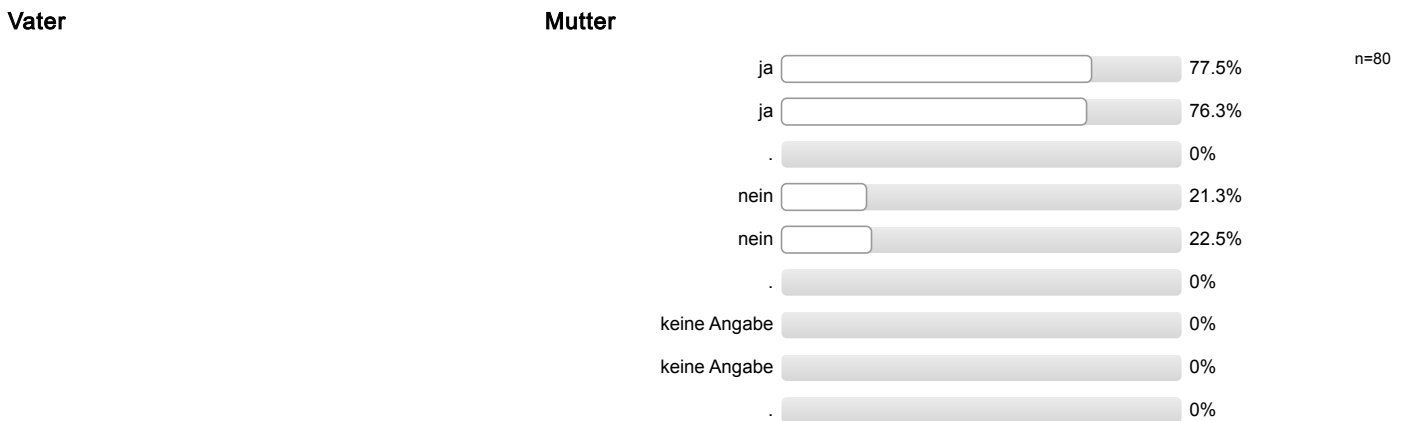 Vater Mutter
ja 77.5% n=80
ja 76.3%
. 0%
nein 21.3%
nein 22.5%
. 0%
keine Angabe 0%
keine Angabe 0%
. 0%